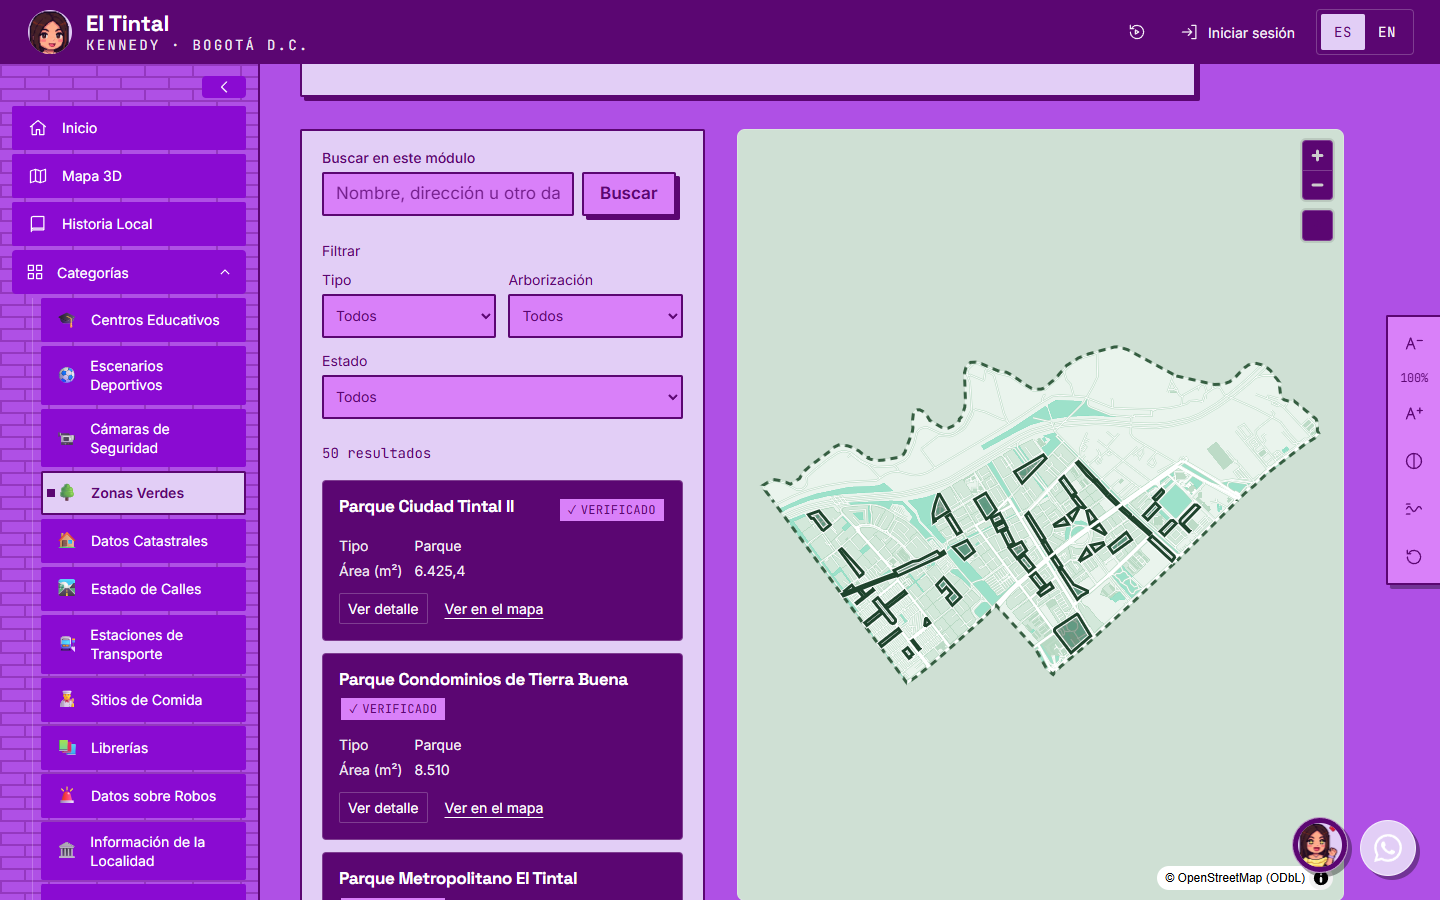 El Tintal
KENNEDY · BOGOTÁ D.C.
Iniciar sesión
ES
EN
Inicio
Mapa 3D
Historia Local
Categorías
Centros Educativos
Escenarios
Deportivos
Cámaras de
Seguridad
Zonas Verdes
Datos Catastrales
Estado de Calles
Estaciones de
Transporte
Sitios de Comida
Librerías
Datos sobre Robos
Información de la
Localidad
Buscar en este módulo
Nombre, dirección u otro da
Buscar
Filtrar
Tipo
Arborización
Todos
Todos
Estado
Todos
50 resultados
Parque Ciudad Tintal II
✓ VERIFICADO
Tipo Parque
Área (m²) 6.425,4
Ver detalle
Ver en el mapa
Parque Condominios de Tierra Buena
✓ VERIFICADO
Tipo Parque
Área (m²) 8.510
Ver detalle
Ver en el mapa
Parque Metropolitano El Tintal
+
−
© OpenStreetMap (ODbL)
A−
100%
A+